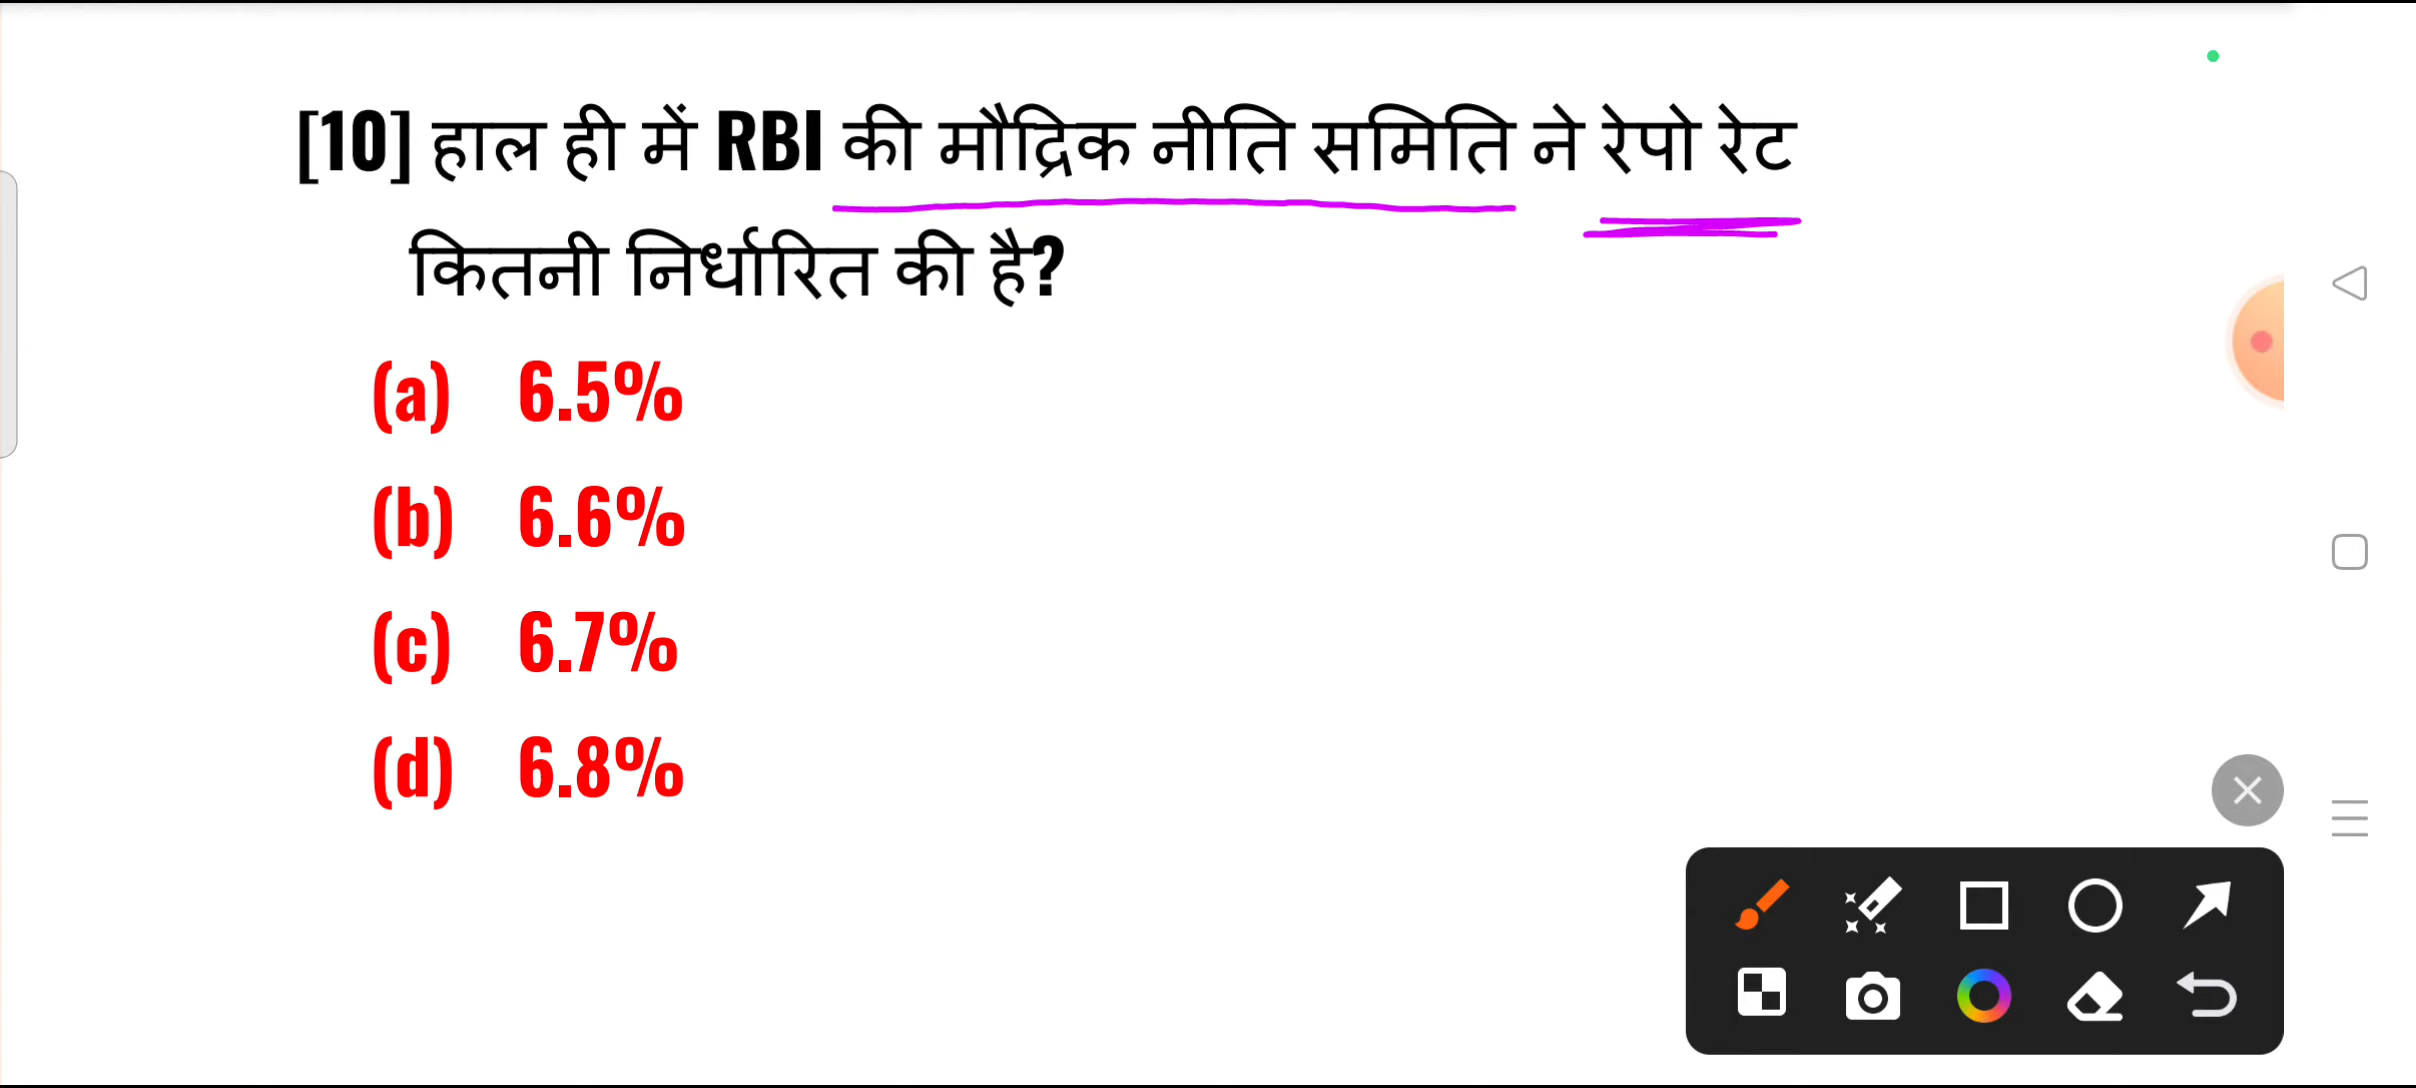 [10] हाल ही में RBI की मौद्रिक नीति समिति ने रेपो रेट
कितनी निर्धारित की है?
(a) 6.5%
(b) 6.6%
(c) 6.7%
(d) 6.8%